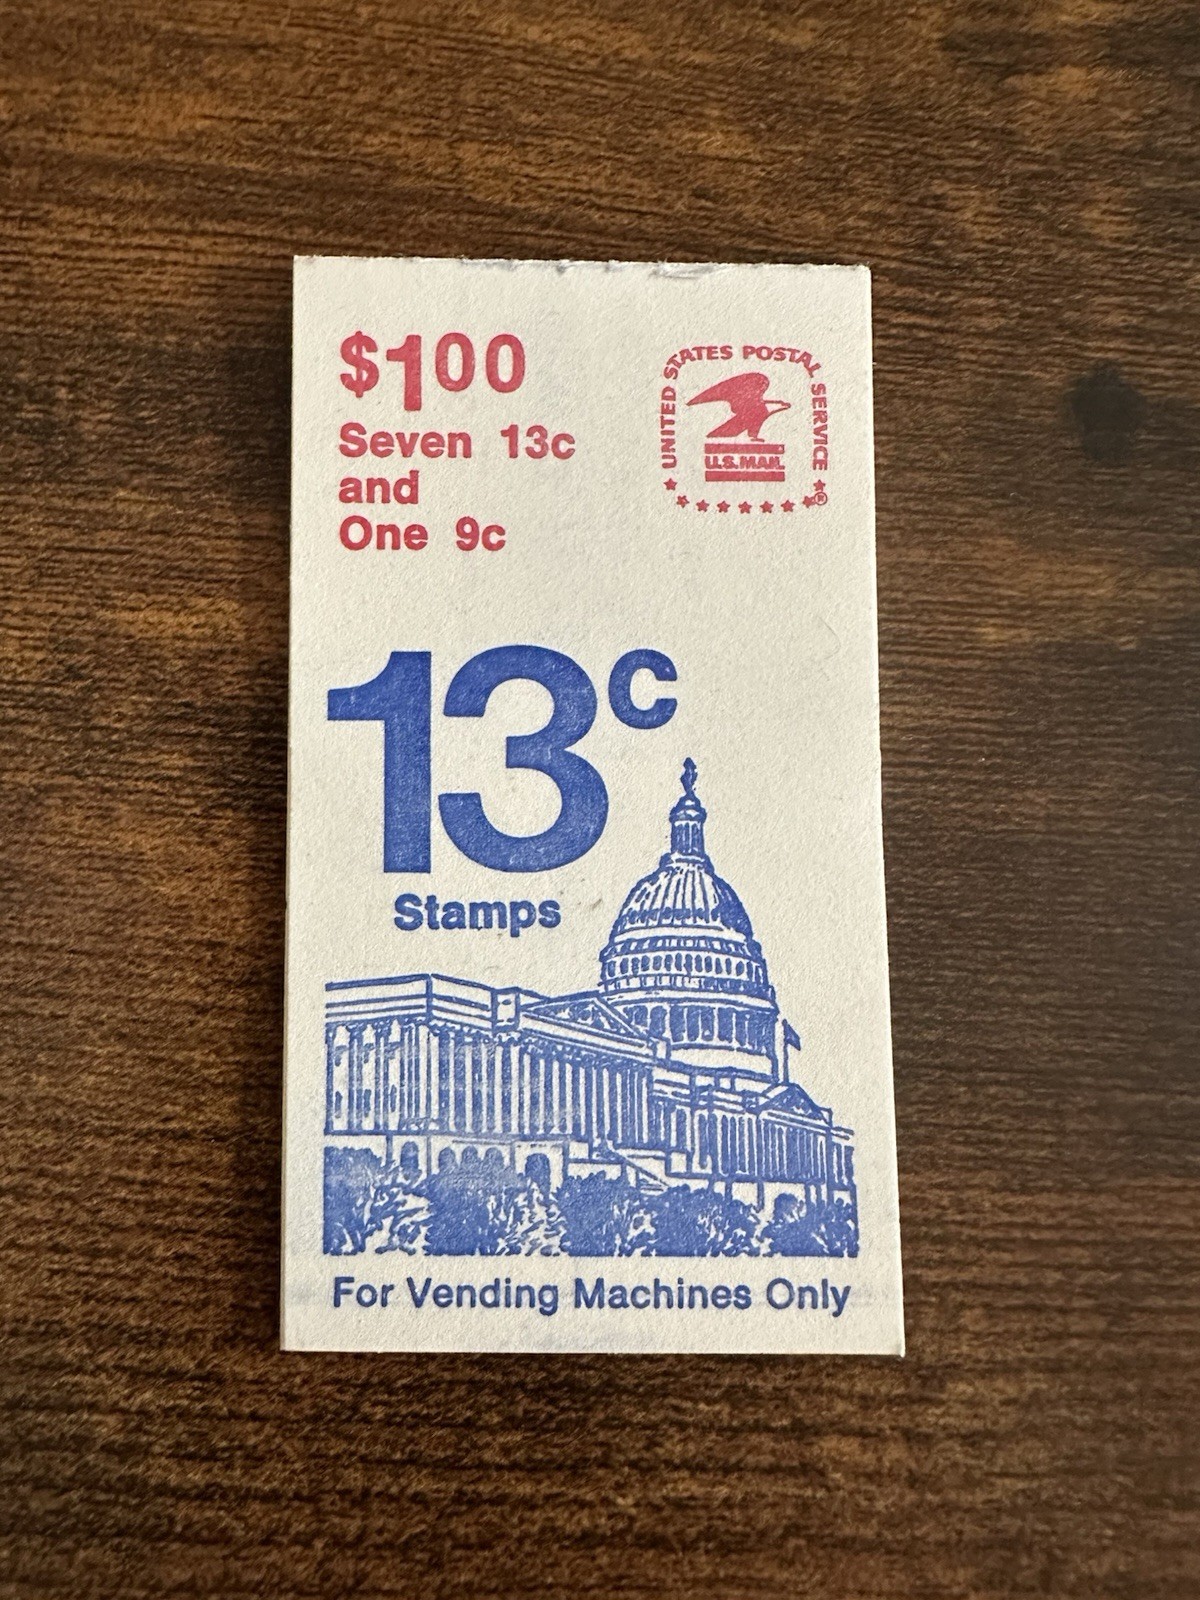 $1.00
Seven 13c
and
One 9c
UNITED STATES POSTAL SERVICE ®
U.S.MAIL
13c
Stamps
For Vending Machines Only